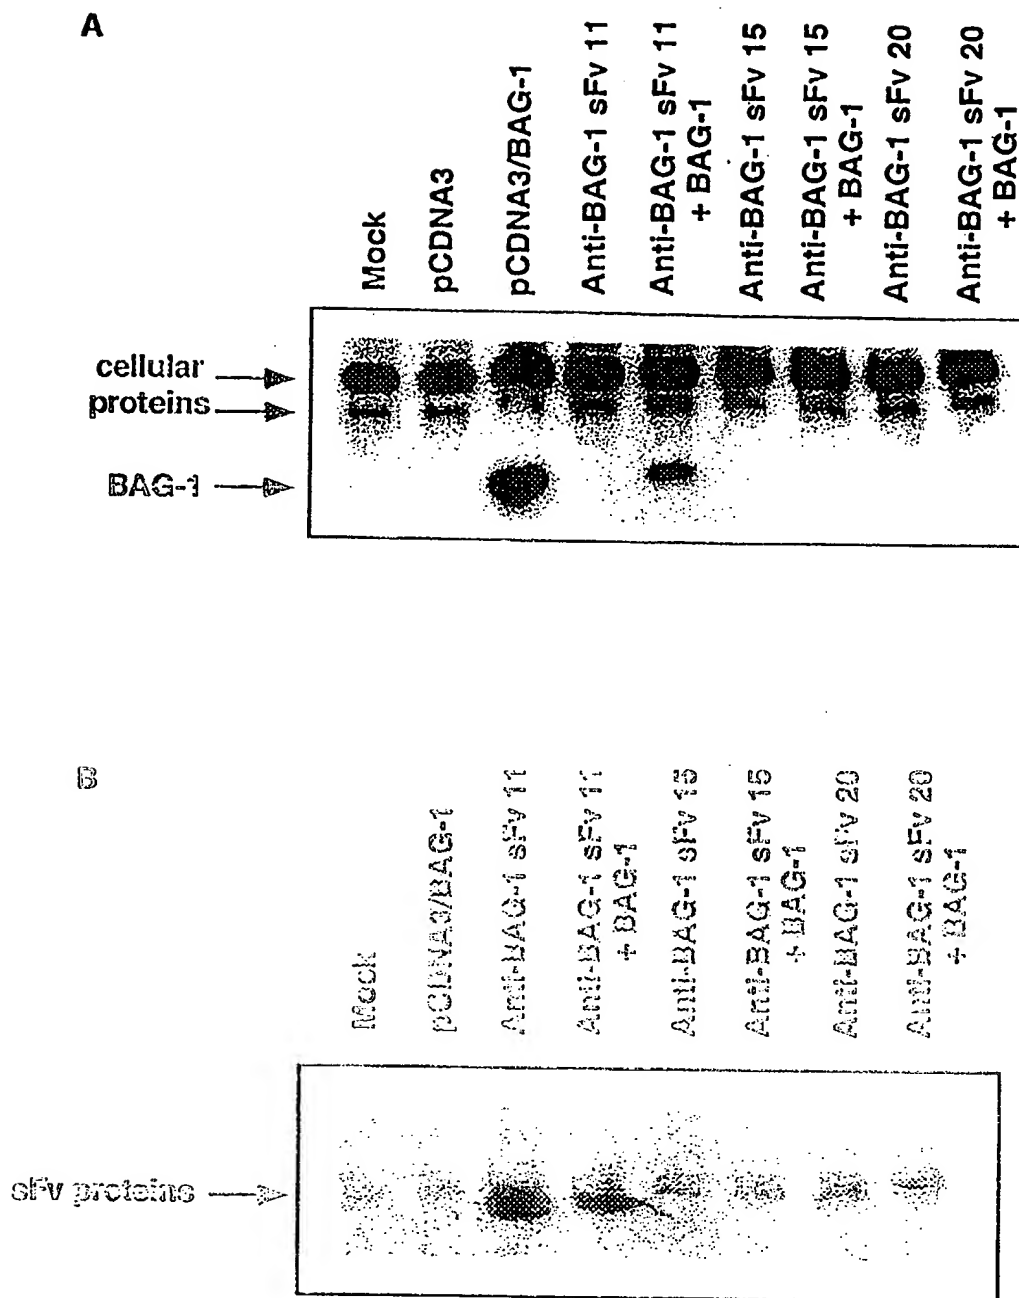 A
Mock
pCDNA3
pCDNA3/BAG-1
Anti-BAG-1 sFv 11
Anti-BAG-1 sFv 11
+ BAG-1
Anti-BAG-1 sFv 15
Anti-BAG-1 sFv 15
+ BAG-1
Anti-BAG-1 sFv 20
Anti-BAG-1 sFv 20
+ BAG-1
cellular
proteins
BAG-1
B
Mock
pCDNA3/BAG-1
Anti-BAG-1 sFv 11
Anti-BAG-1 sFv 11
+ BAG-1
Anti-BAG-1 sFv 15
Anti-BAG-1 sFv 15
+ BAG-1
Anti-BAG-1 sFv 20
Anti-BAG-1 sFv 20
+ BAG-1
sFv proteins